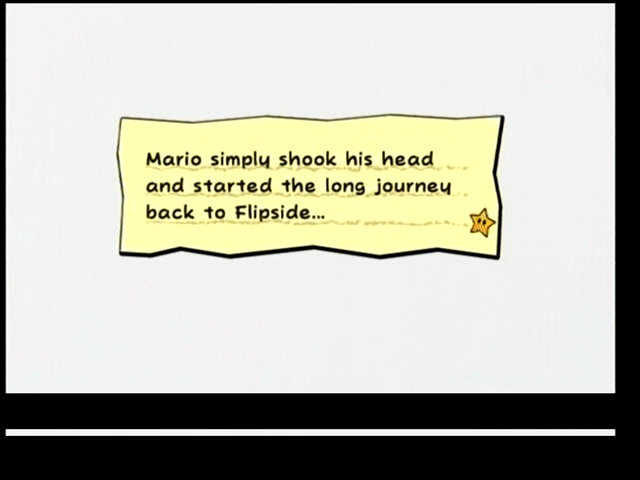 Mario simply shook his head
and started the long journey
back to Flipside...